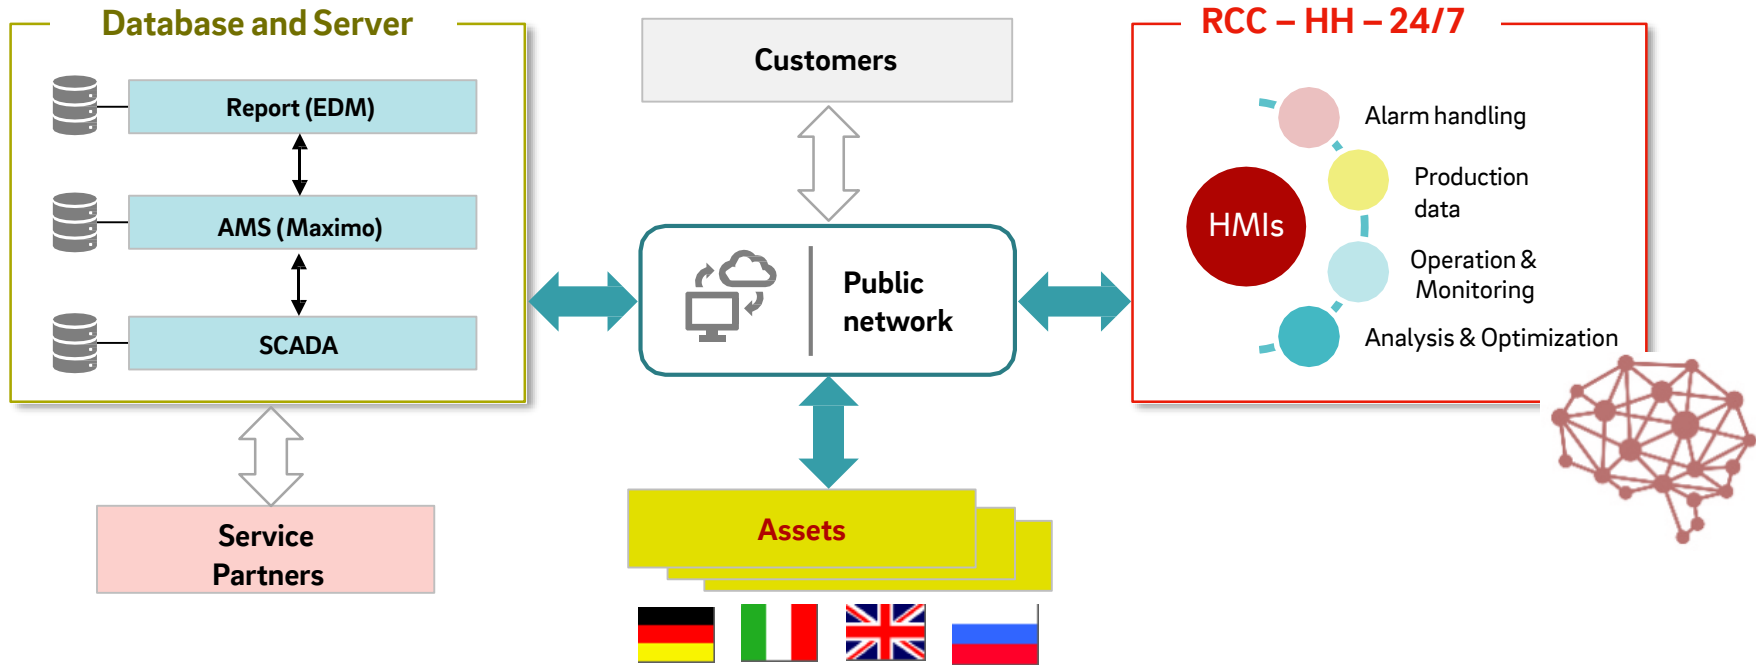 Database and Server
Report (EDM)
AMS (Maximo)
SCADA
Service
Partners
Customers
Public
network
Assets
RCC – HH – 24/7
HMIs
Alarm handling
Production
data
Operation &
Monitoring
Analysis & Optimization